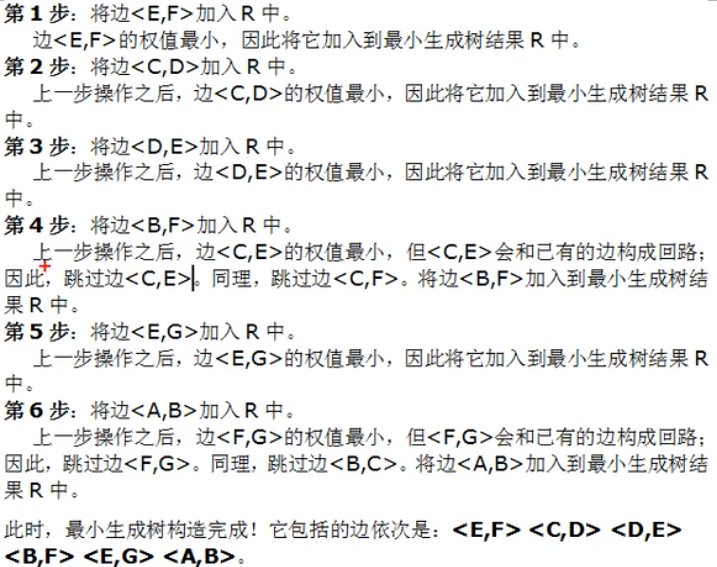 第1步：将边<E,F>加入R中。
边<E,F>的权值最小，因此将它加入到最小生成树结果R中。
第2步：将边<C,D>加入R中。
上一步操作之后，边<C,D>的权值最小，因此将它加入到最小生成树结果R
中。
第3步：将边<D,E>加入R中。
上一步操作之后，边<D,E>的权值最小，因此将它加入到最小生成树结果R
中。
第4步：将边<B,F>加入R中。
上一步操作之后，边<C,E>的权值最小，但<C,E>会和已有的边构成回路；
因此，跳过边<C,E>。同理，跳过边<C,F>。将边<B,F>加入到最小生成树结
果R中。
第5步：将边<E,G>加入R中。
上一步操作之后，边<E,G>的权值最小，因此将它加入到最小生成树结果R
中。
第6步：将边<A,B>加入R中。
上一步操作之后，边<F,G>的权值最小，但<F,G>会和已有的边构成回路；
因此，跳过边<F,G>。同理，跳过边<B,C>。将边<A,B>加入到最小生成树结
果R中。
此时，最小生成树构造完成！它包括的边依次是：<E,F> <C,D> <D,E>
<B,F> <E,G> <A,B>。